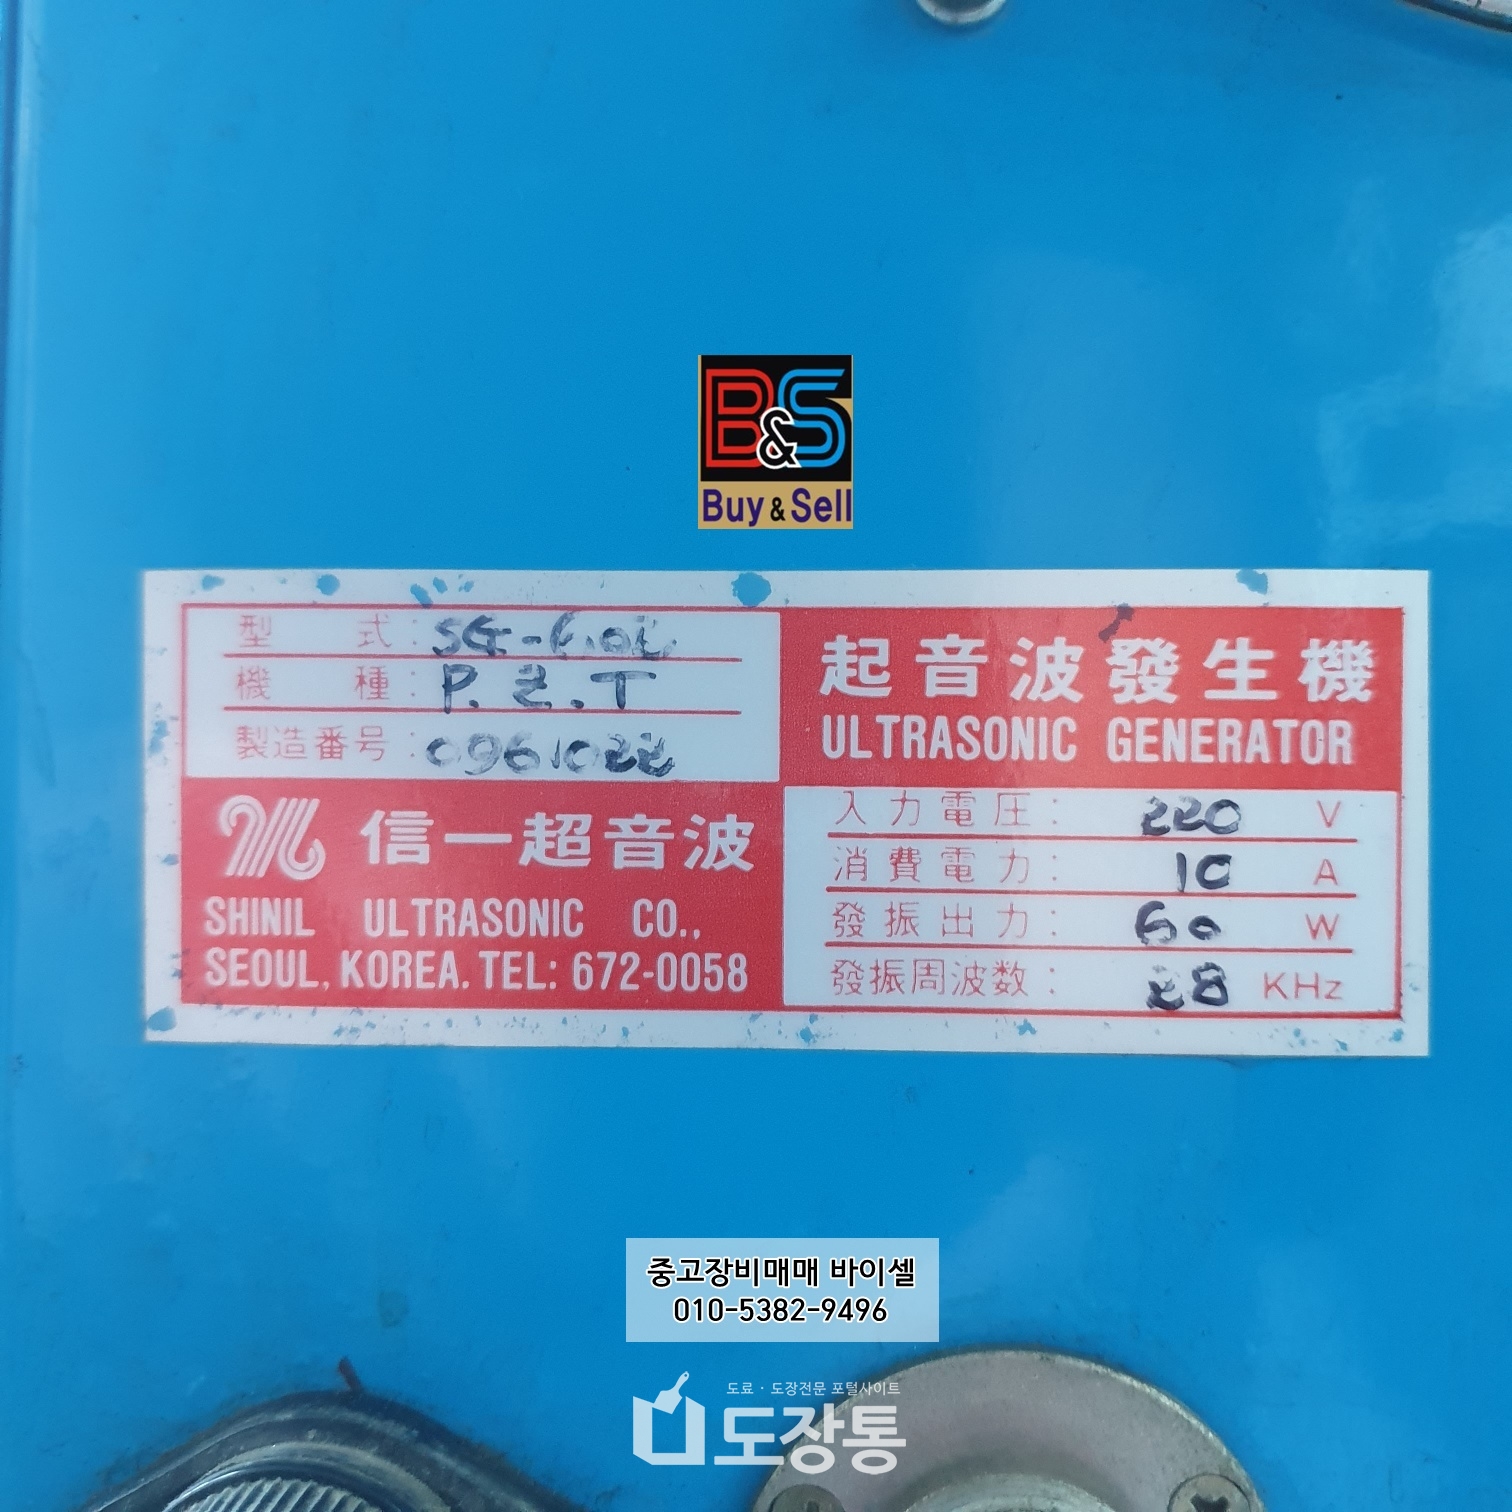 B&S
Buy & Sell
型 式 :
機 種 : P. Z. T
製造番号 : 0961022
起音波發生機
ULTRASONIC GENERATOR
信一超音波
SHINIL ULTRASONIC CO.,
SEOUL, KOREA. TEL: 672-0058
入力電圧 : 220 V
消費電力 : 10 A
發振出力 : 60 W
發振周波数 : 28 KHz
중고장비매매 바이셀
010-5382-9496
도료 · 도장전문 포털사이트
도장통